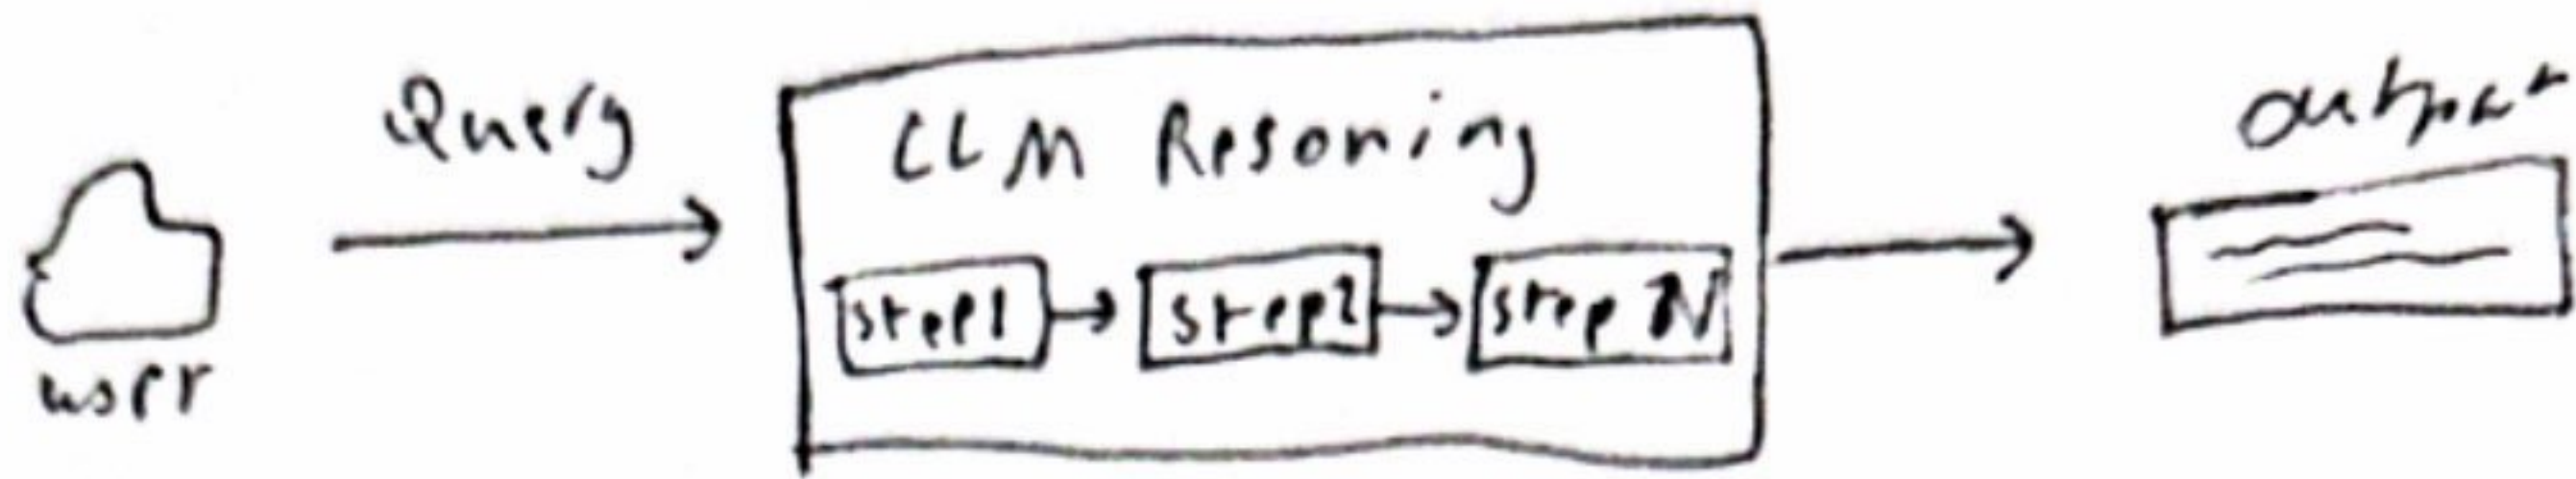 Query
output
LLM Resoning
step1
step2
step N
user